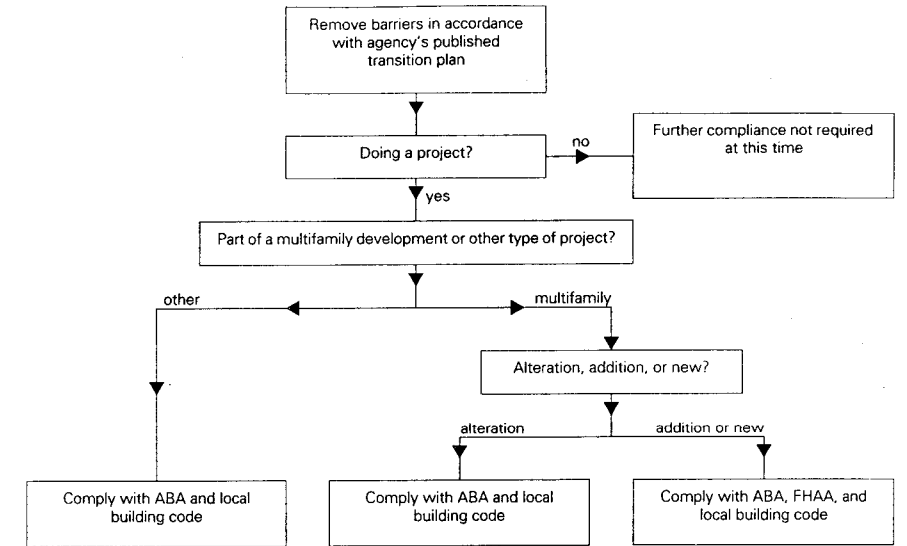 Remove barriers in accordance
with agency's published
transition plan
Doing a project?
no
Further compliance not required
at this time
yes
Part of a multifamily development or other type of project?
other
multifamily
Alteration, addition, or new?
alteration
addition or new
Comply with ABA and local
building code
Comply with ABA and local
building code
Comply with ABA, FHAA, and
local building code